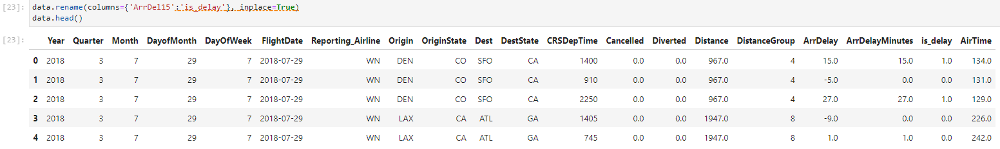 [23]: data.rename(columns={'ArrDel15':'is_delay'}, inplace=True)
data.head()
[23]: Year Quarter Month DayofMonth DayOfWeek FlightDate Reporting_Airline Origin OriginState Dest DestState CRSDepTime Cancelled Diverted Distance DistanceGroup ArrDelay ArrDelayMinutes is_delay AirTime
0 2018 3 7 29 7 2018-07-29 WN DEN CO SFO CA 1400 0.0 0.0 967.0 4 15.0 15.0 1.0 134.0
1 2018 3 7 29 7 2018-07-29 WN DEN CO SFO CA 910 0.0 0.0 967.0 4 -5.0 0.0 0.0 131.0
2 2018 3 7 29 7 2018-07-29 WN DEN CO SFO CA 2250 0.0 0.0 967.0 4 27.0 27.0 1.0 129.0
3 2018 3 7 29 7 2018-07-29 WN LAX CA ATL GA 1405 0.0 0.0 1947.0 8 -9.0 0.0 0.0 226.0
4 2018 3 7 29 7 2018-07-29 WN LAX CA ATL GA 745 0.0 0.0 1947.0 8 1.0 1.0 0.0 242.0